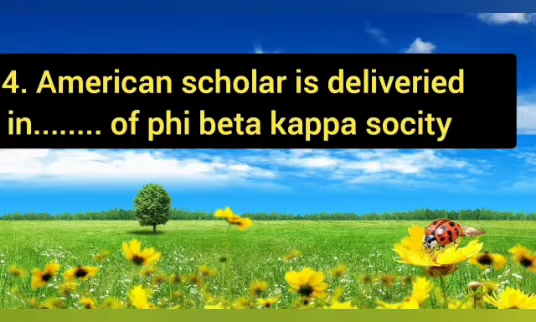 4. American scholar is deliveried
in........ of phi beta kappa socity